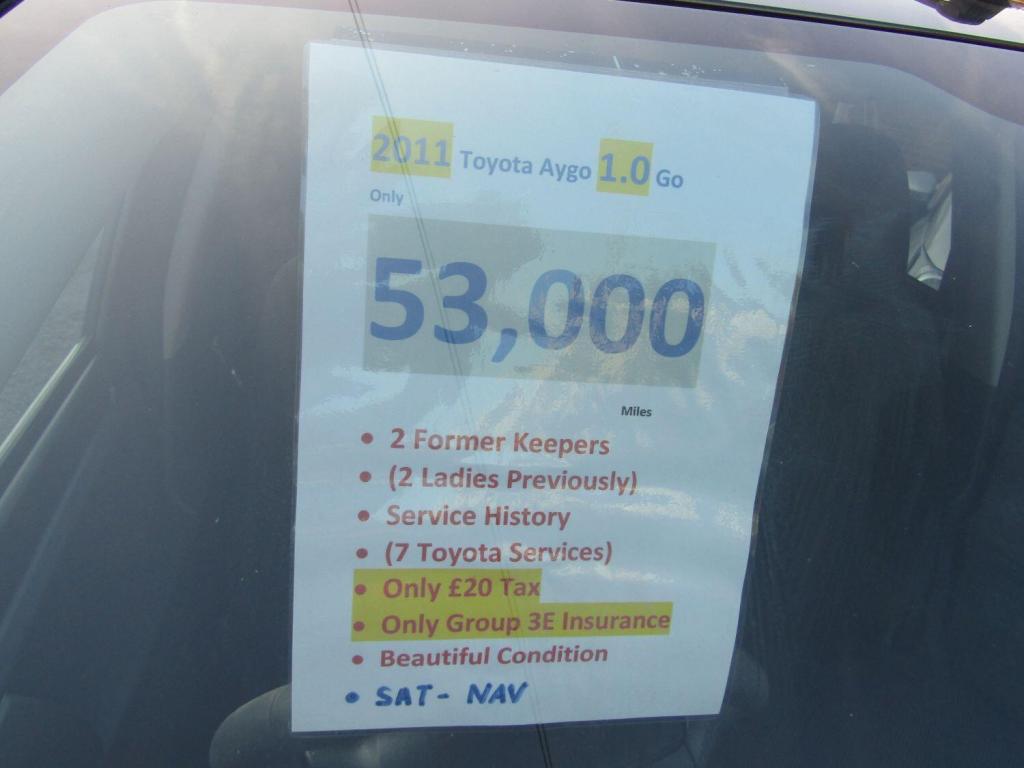 2011 Toyota Aygo 1.0 Go
Only
53,000
Miles
• 2 Former Keepers
• (2 Ladies Previously)
• Service History
• (7 Toyota Services)
• Only £20 Tax
• Only Group 3E Insurance
• Beautiful Condition
• SAT- NAV